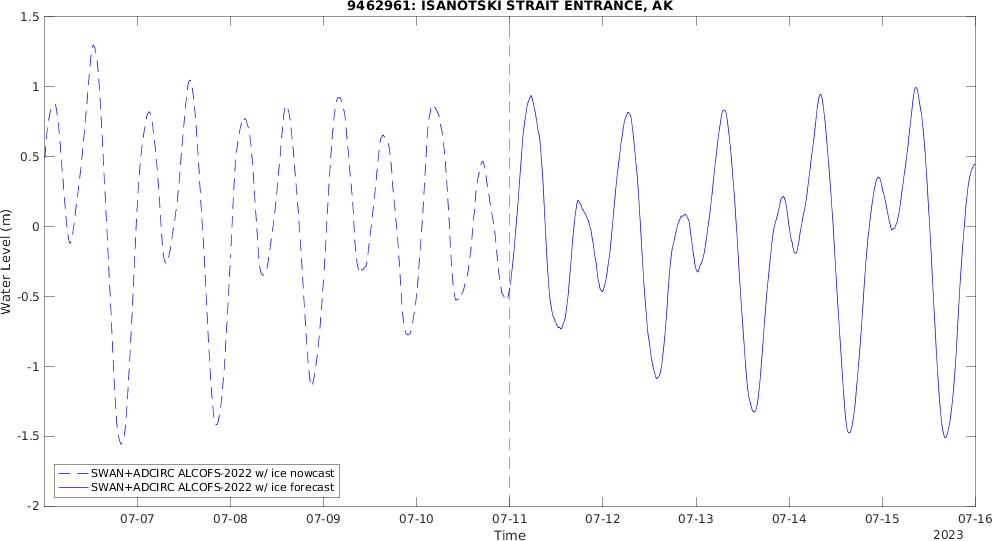 9462961: ISANOTSKI STRAIT ENTRANCE, AK
1.5
1
0.5
0
-0.5
-1
-1.5
-2
Water Level (m)
SWAN+ADCIRC ALCOFS-2022 w/ ice nowcast
SWAN+ADCIRC ALCOFS-2022 w/ ice forecast
07-07 07-08 07-09 07-10 07-11 07-12 07-13 07-14 07-15 07-16
Time
2023